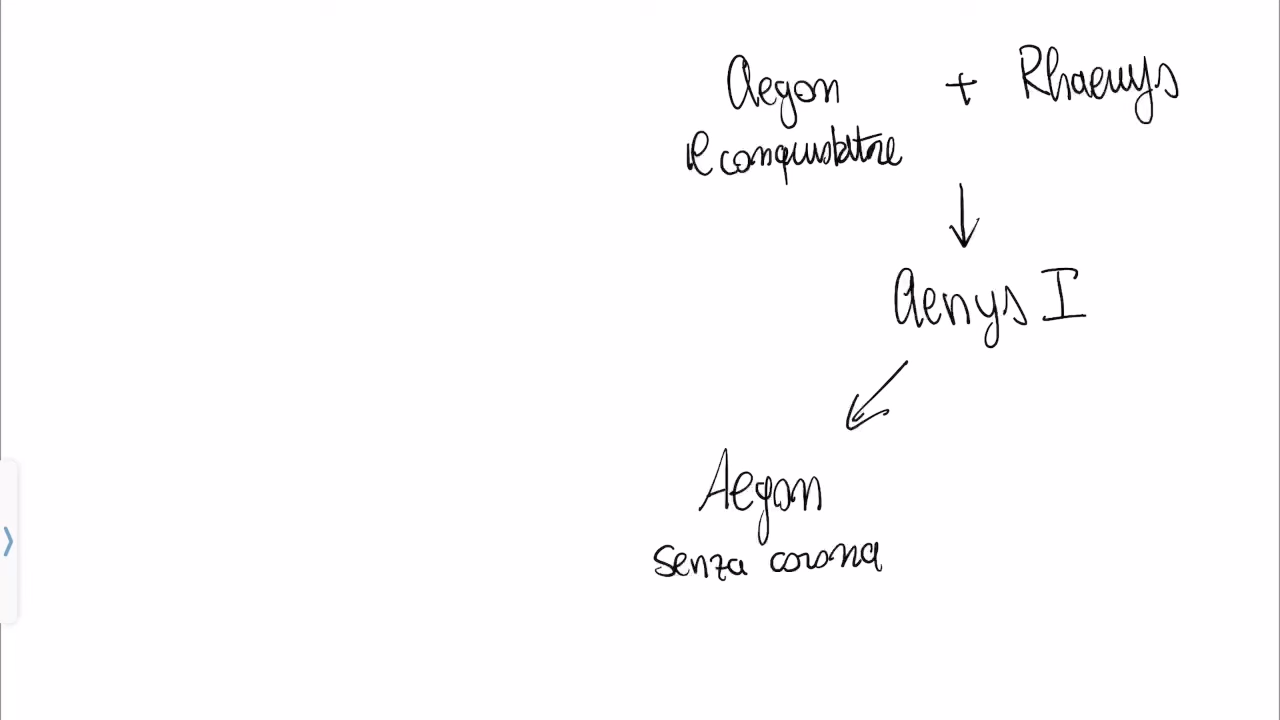 Aegon + Rhaenys
il conquistatore
Aenys I
Aegon
senza corona